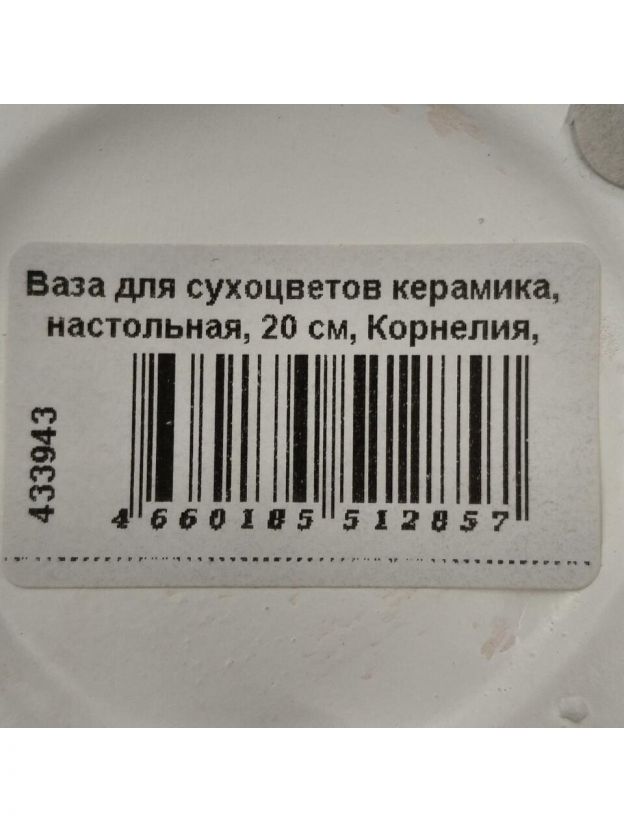 Ваза для сухоцветов керамика,
настольная, 20 см, Корнелия,
433943
4 660185 512857